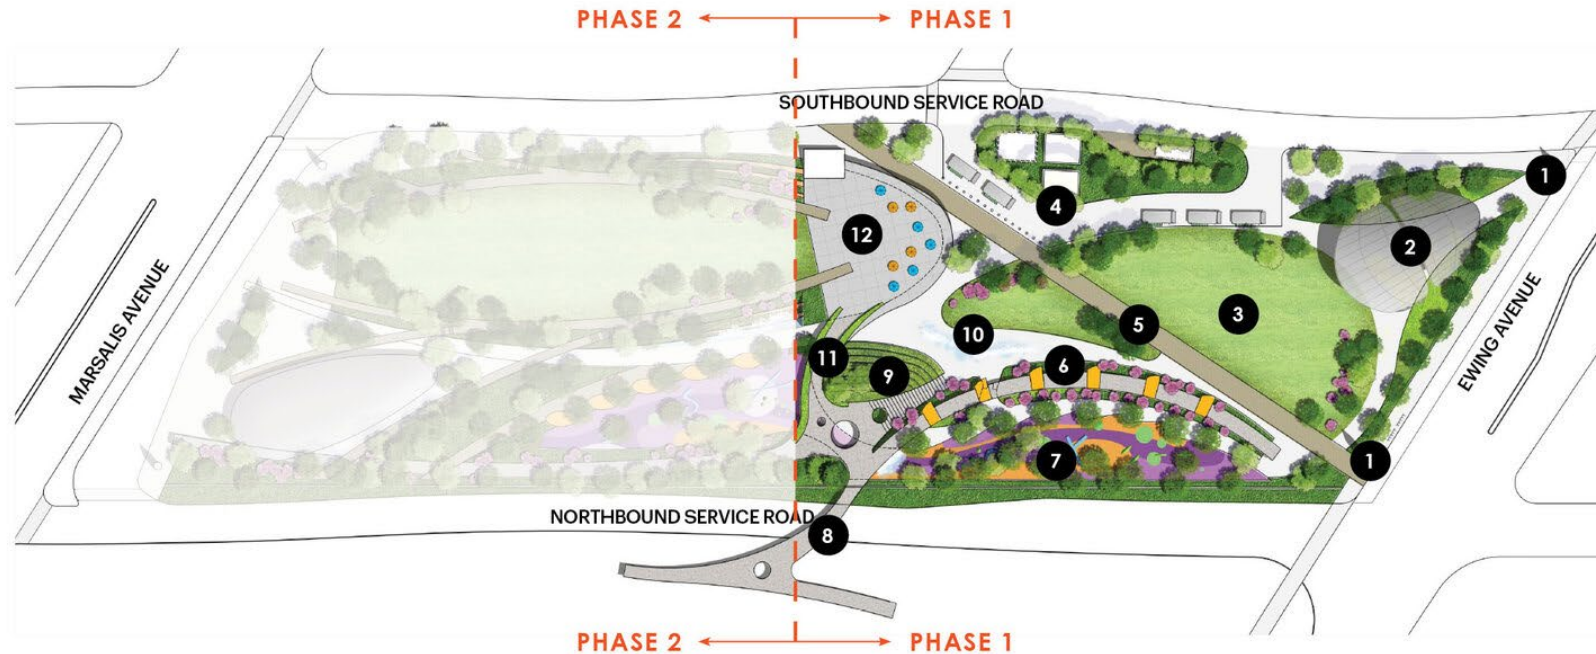 PHASE 2 PHASE 1
SOUTHBOUND SERVICE ROAD
1
4
12
2
MARSALIS AVENUE
3
EWING AVENUE
5
10
11
6
9
7
1
NORTHBOUND SERVICE ROAD
8
PHASE 2 PHASE 1